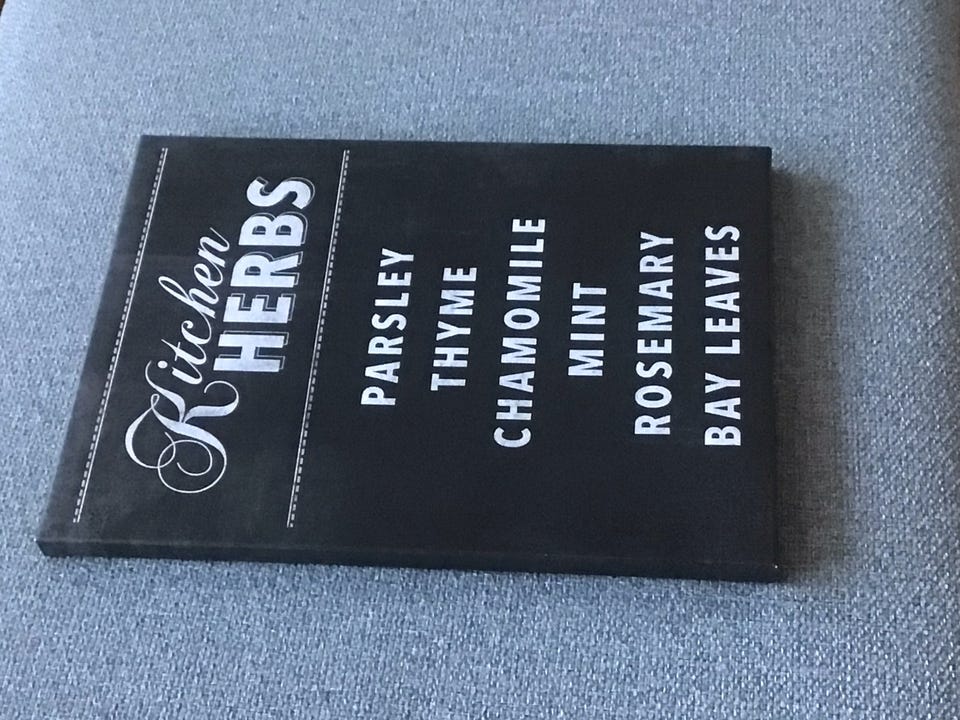 Kitchen
HERBS
PARSLEY
THYME
CHAMOMILE
MINT
ROSEMARY
BAY LEAVES